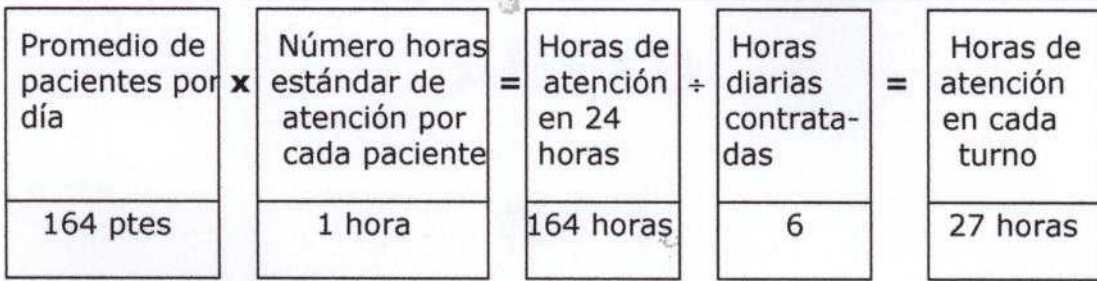 Promedio de
pacientes por
día
x
Número horas
estándar de
atención por
cada paciente
=
Horas de
atención
en 24
horas
÷
Horas
diarias
contrata-
das
=
Horas de
atención
en cada
turno
164 ptes
1 hora
164 horas
6
27 horas